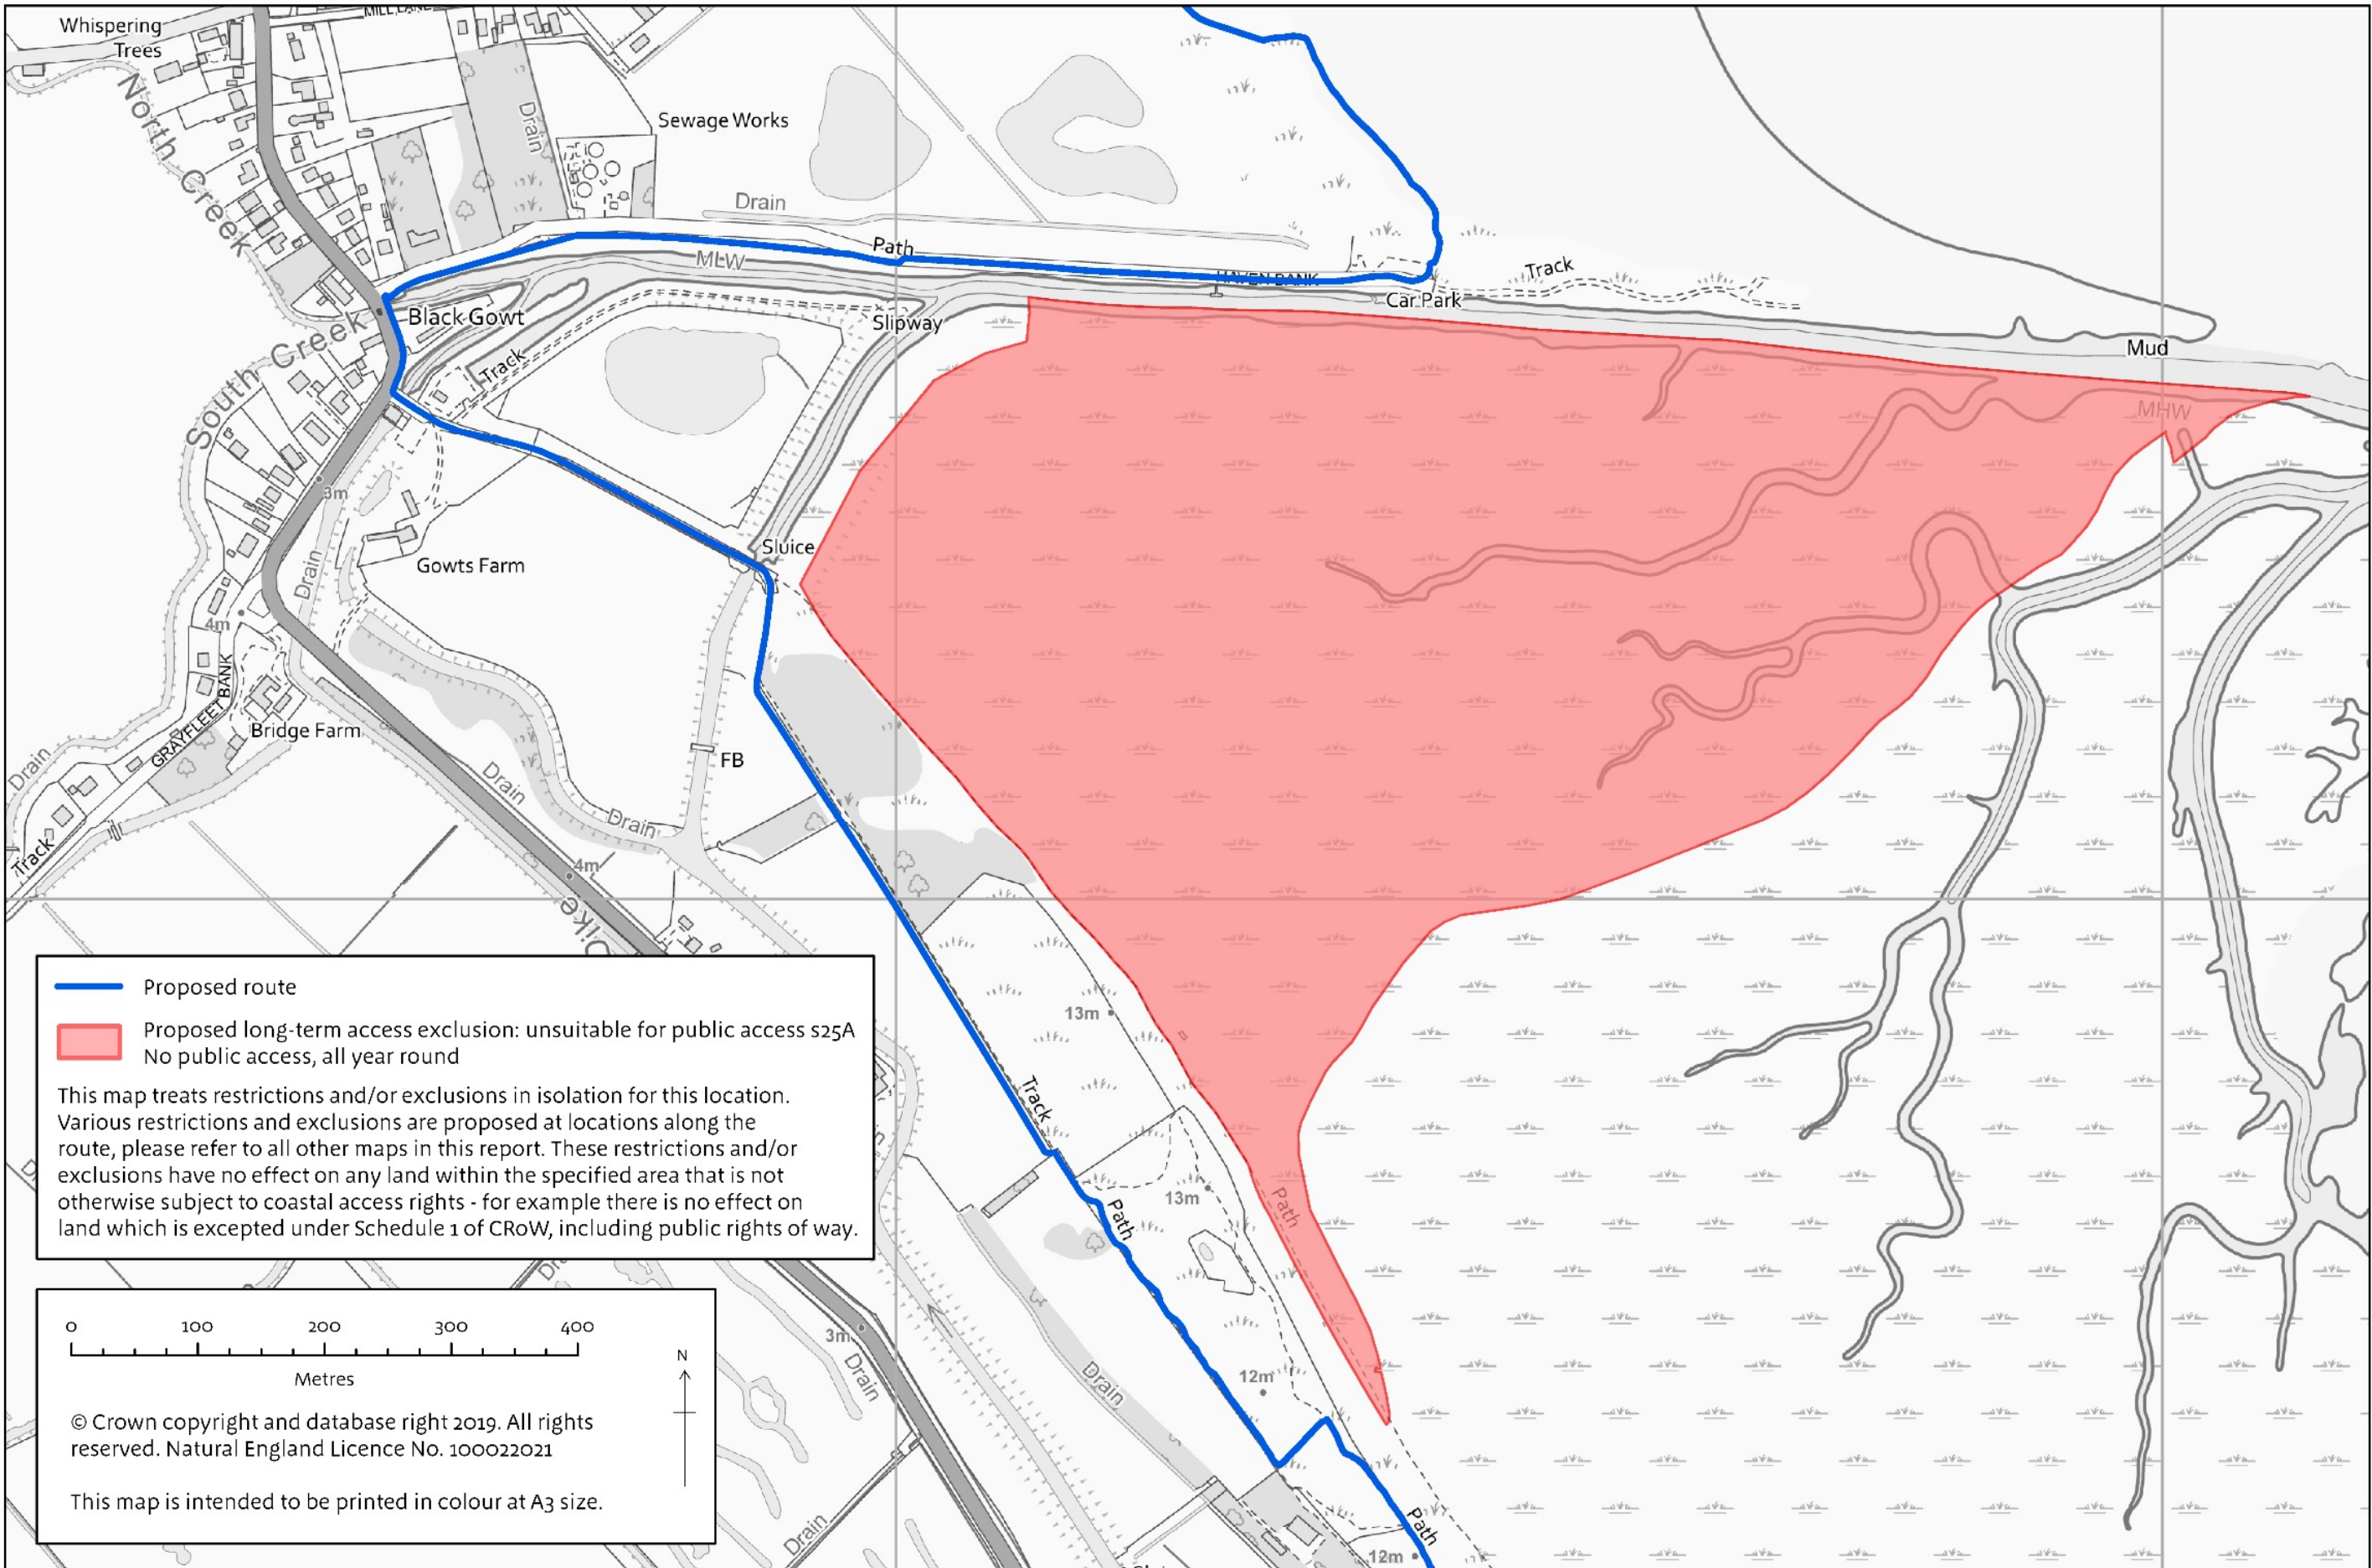 MILL LANE
Whispering
Trees
North Creek
Drain
Sewage Works
Drain
Path
MLW
HAVEN BANK
Track
Car Park
Black Gowt
Slipway
South Creek
Track
Mud
MHW
3m
Sluice
Gowts Farm
Drain
4m
GRAYFLEET BANK
Bridge Farm
FB
Drain
Drain
Drain
Track
4m
Dike
13m
Track
13m
Path
Path
12m
Drain
3m
Drain
Drain
Path
12m
Proposed route
Proposed long-term access exclusion: unsuitable for public access s25A
No public access, all year round
This map treats restrictions and/or exclusions in isolation for this location.
Various restrictions and exclusions are proposed at locations along the
route, please refer to all other maps in this report. These restrictions and/or
exclusions have no effect on any land within the specified area that is not
otherwise subject to coastal access rights - for example there is no effect on
land which is excepted under Schedule 1 of CRoW, including public rights of way.
0 100 200 300 400
Metres
N
© Crown copyright and database right 2019. All rights
reserved. Natural England Licence No. 100022021
This map is intended to be printed in colour at A3 size.